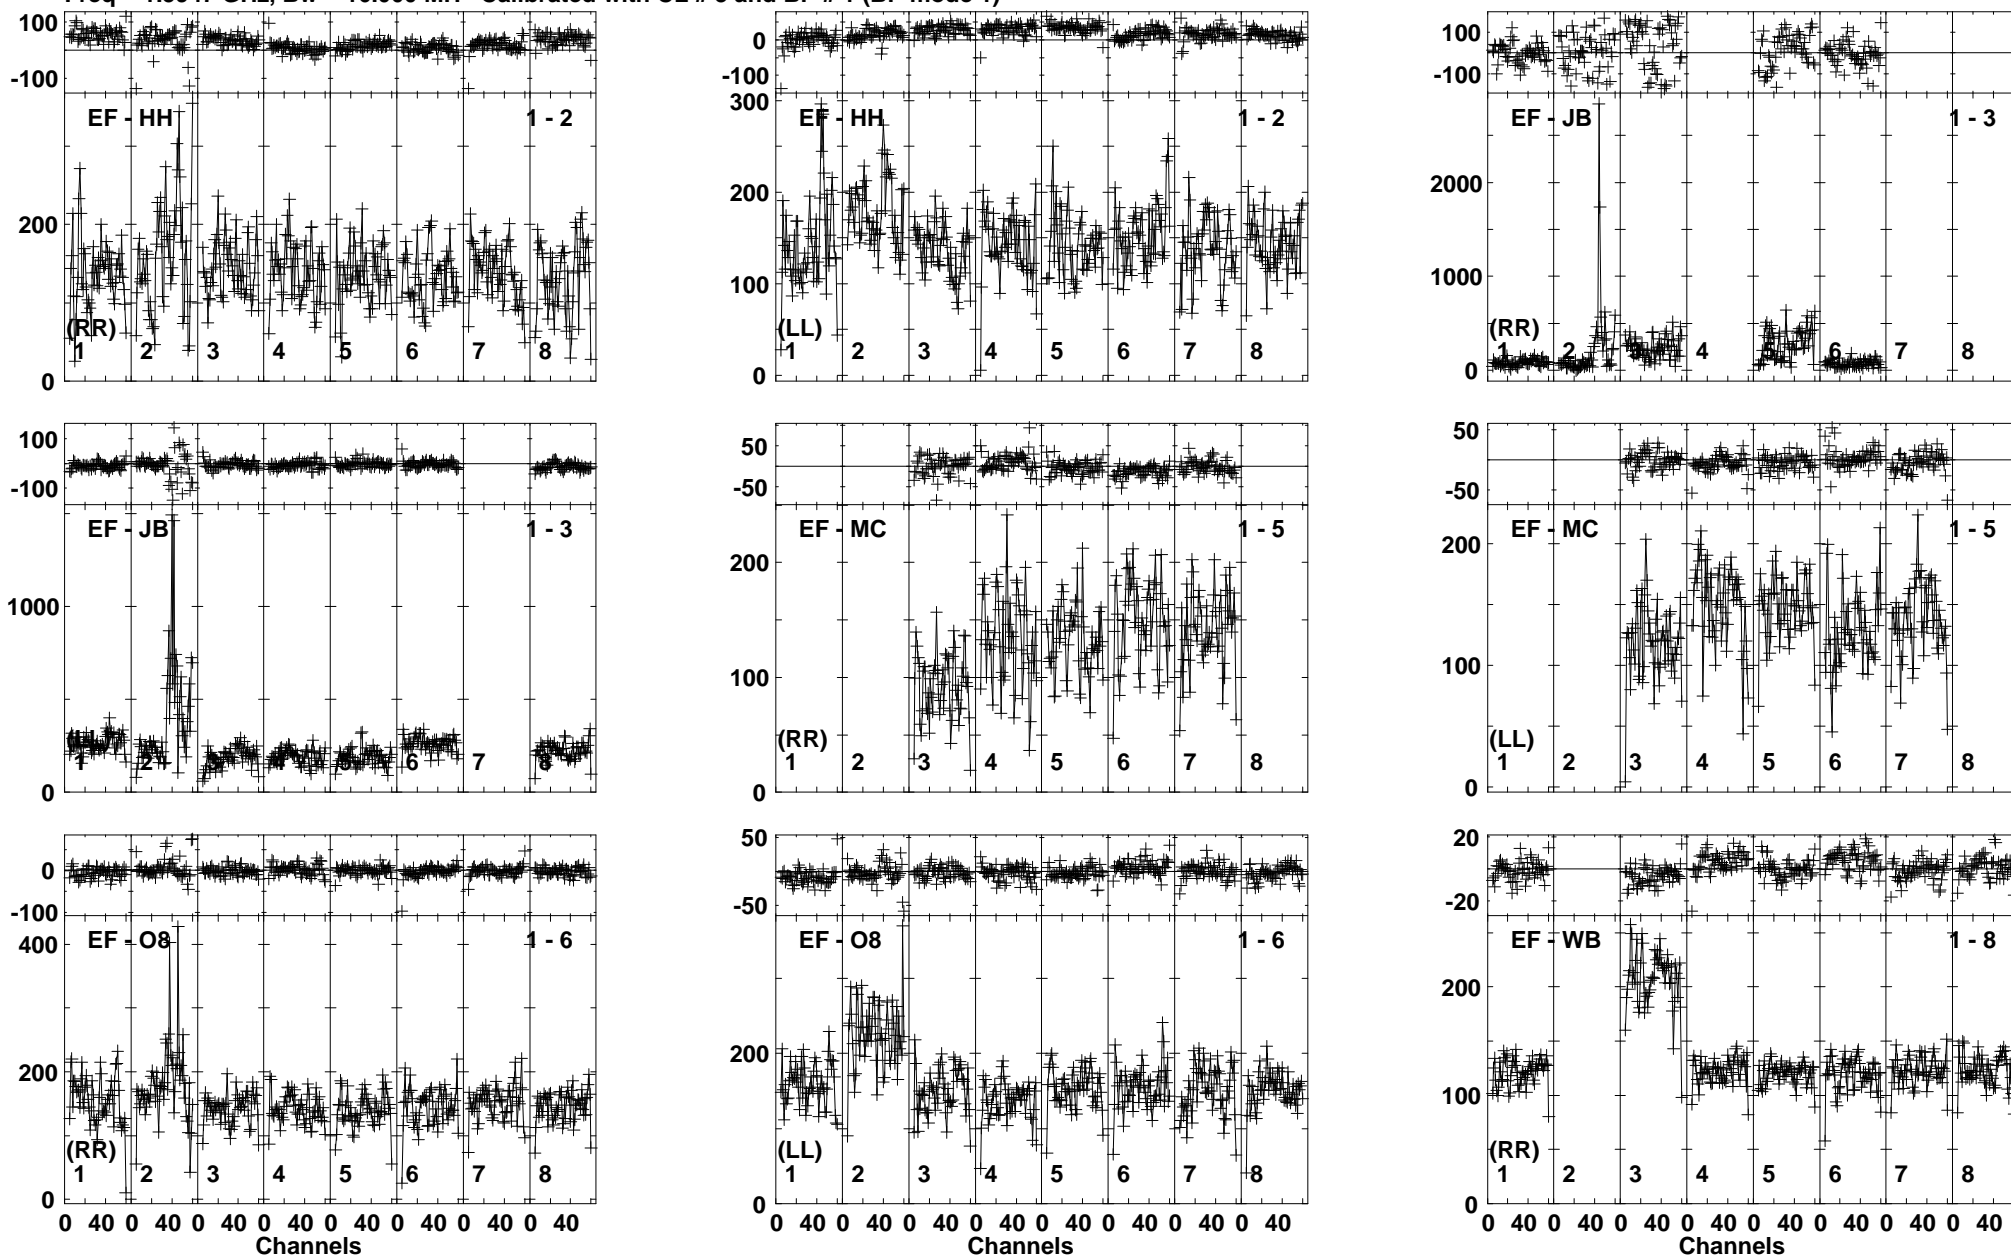 100 -100 100 0 -100 100 -100
EF - HH 1 - 2 EF - HH 1 - 2 EF - JB 1 - 3
200 0 300 200 100 0 2000 1000 0
(RR) (LL) (RR)
1 2 3 4 5 6 7 8 1 2 3 4 5 6 7 8 1 2 3 4 5 6 7 8
100 -100 50 -50 50 -50
EF - JB 1 - 3 EF - MC 1 - 5 EF - MC 1 - 5
1000 0 200 100 0 200 100 0
(LL) (RR) (LL)
1 2 3 4 5 6 7 8 1 2 3 4 5 6 7 8 1 2 3 4 5 6 7 8
0 -100 50 -50 20 -20
EF - O8 1 - 6 EF - O8 1 - 6 EF - WB 1 - 8
400 200 0 200 0 200 100 0
(RR) (LL) (RR)
1 2 3 4 5 6 7 8 1 2 3 4 5 6 7 8 1 2 3 4 5 6 7 8
0 40 0 40 0 40 0 40 0 40 0 40 0 40 0 40 0 40 0 40 0 40 0 40 0 40 0 40 0 40 0 40 0 40 0 40 0 40 0 40 0 40 0 40 0 40 0 40
Channels Channels Channels